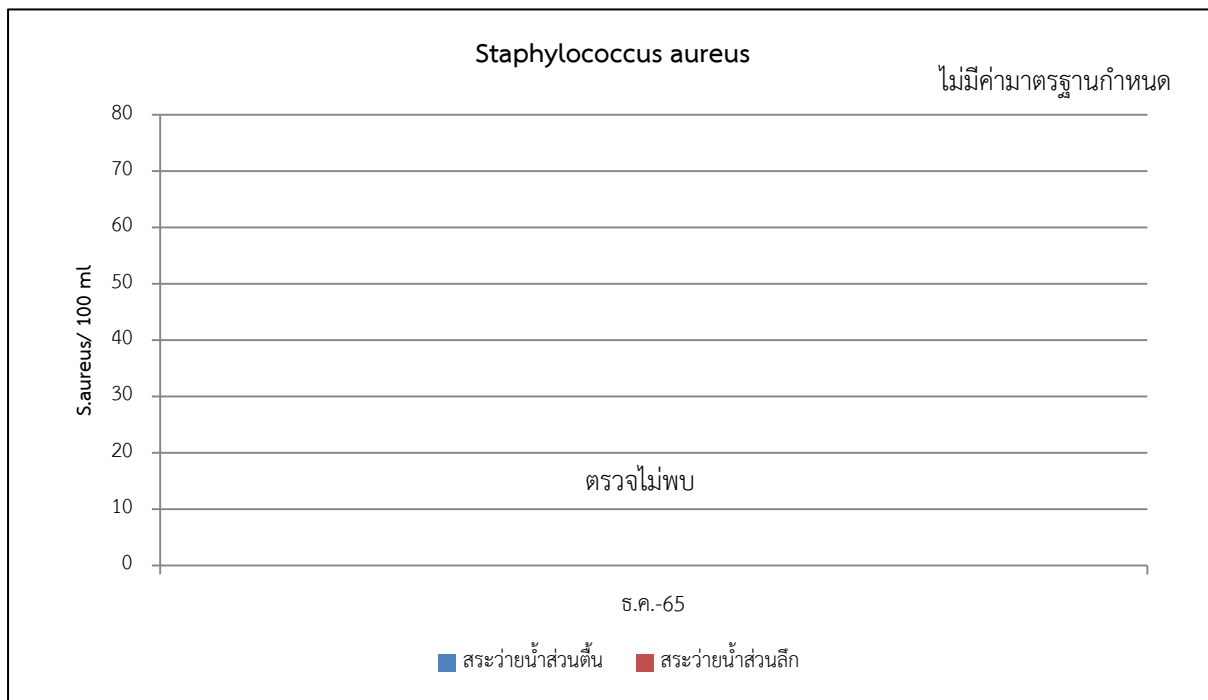 Staphylococcus aureus
ไม่มีค่ามาตรฐานกำหนด
S.aureus/ 100 ml
80
70
60
50
40
30
20
10
0
ตรวจไม่พบ
ธ.ค.-65
สระว่ายน้ำส่วนตื้น
สระว่ายน้ำส่วนลึก